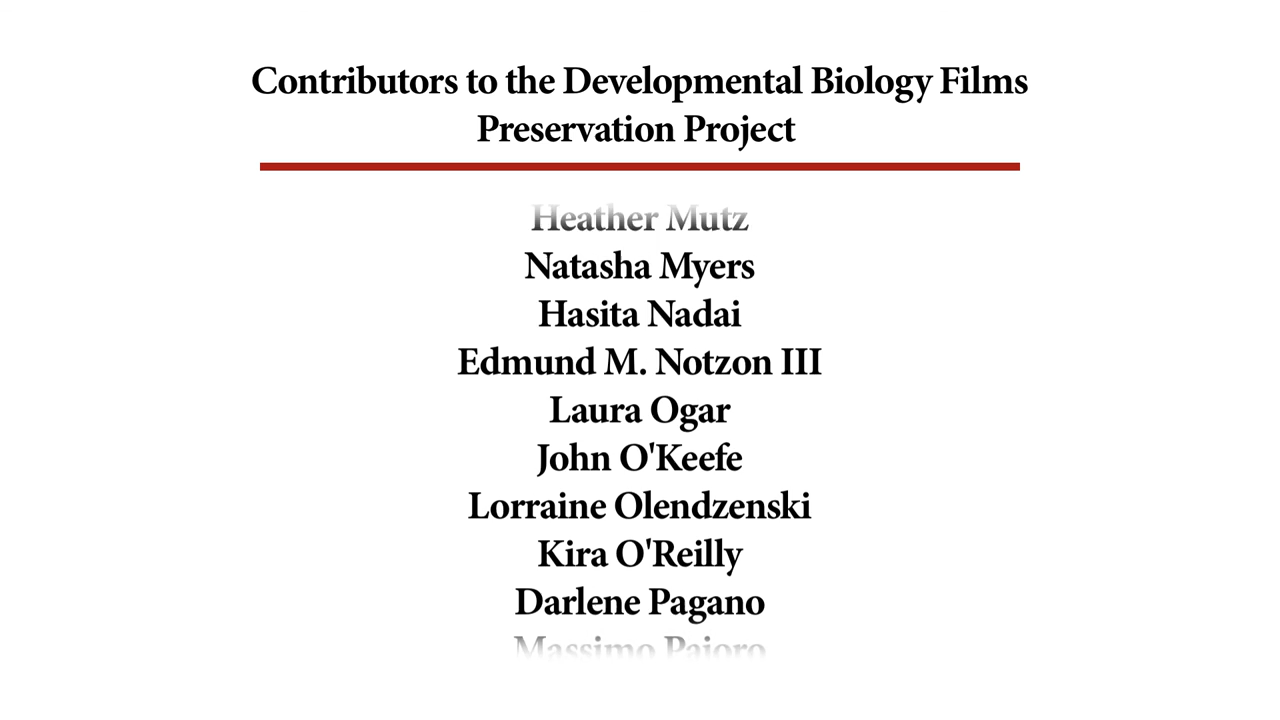 Contributors to the Developmental Biology Films
Preservation Project
Heather Mutz
Natasha Myers
Hasita Nadai
Edmund M. Notzon III
Laura Ogar
John O'Keefe
Lorraine Olendzenski
Kira O'Reilly
Darlene Pagano
Massimo